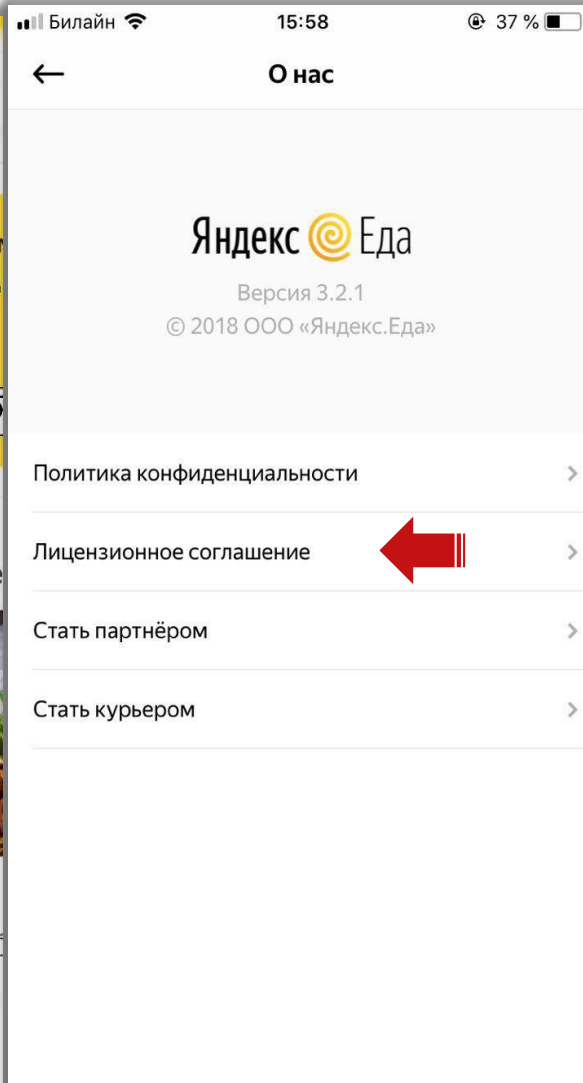 Билайн 15:58 37 %
О нас
Яндекс Еда
Версия 3.2.1
© 2018 ООО «Яндекс.Еда»
Политика конфиденциальности
Лицензионное соглашение
Стать партнёром
Стать курьером